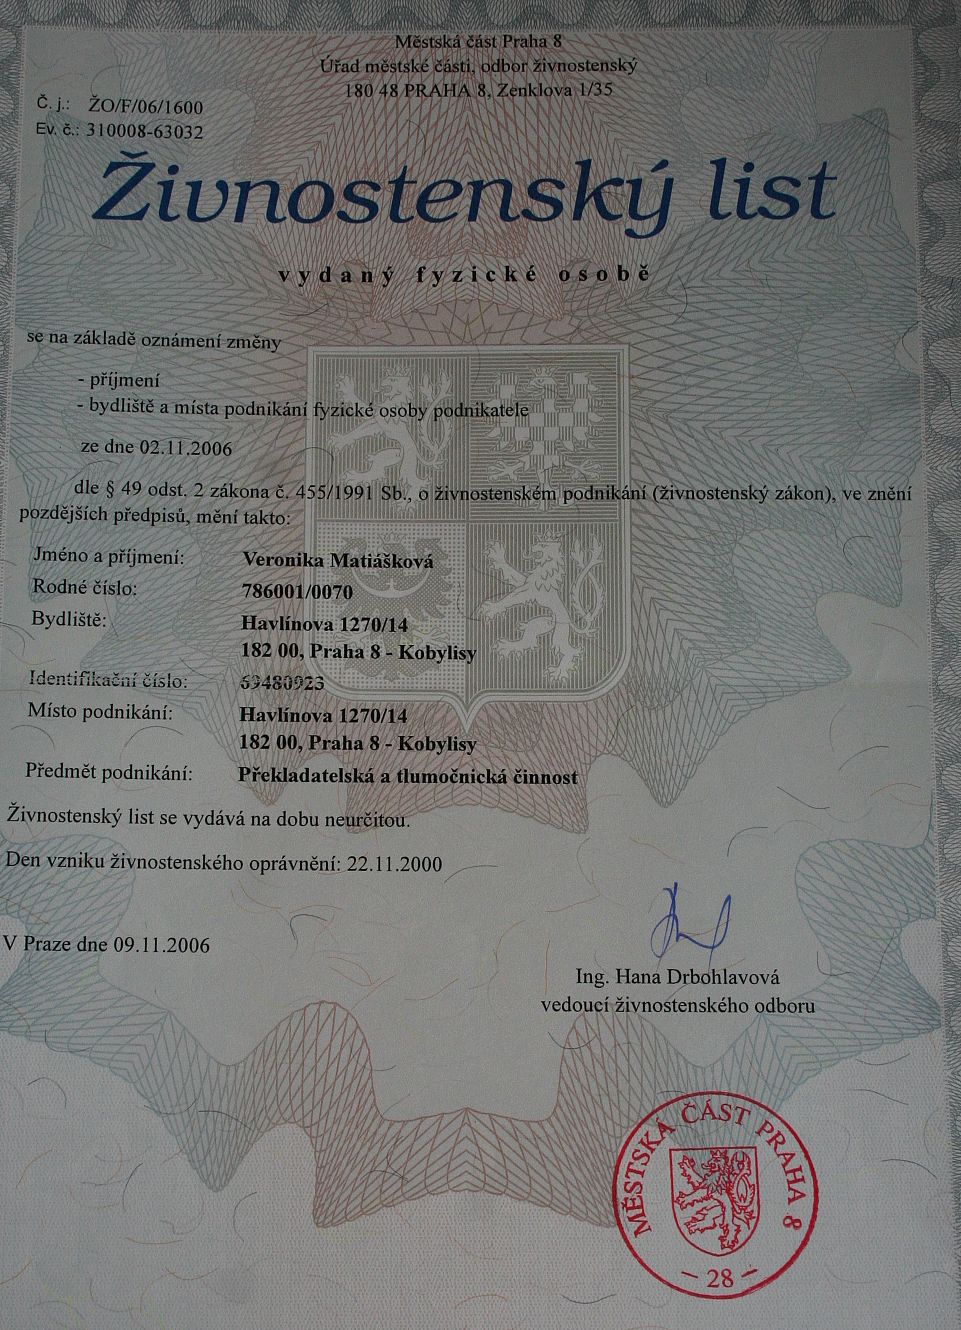 Městská část Praha 8
Úřad městské části, odbor živnostenský
180 48 PRAHA 8, Zenklova 1/35
Č. j.: ŽO/F/06/1600
Ev. č.: 310008-63032
Živnostenský list
vydaný fyzické osobě
se na základě oznámení změny
- příjmení
- bydliště a místa podnikání fyzické osoby podnikatele
ze dne 02.11.2006
dle § 49 odst. 2 zákona č. 455/1991 Sb., o živnostenském podnikání (živnostenský zákon), ve znění
pozdějších předpisů, mění takto:
Jméno a příjmení: Veronika Matiášková
Rodné číslo: 786001/0070
Bydliště: Havlínova 1270/14
182 00, Praha 8 - Kobylisy
Identifikační číslo: 69480923
Místo podnikání: Havlínova 1270/14
182 00, Praha 8 - Kobylisy
Předmět podnikání: Překladatelská a tlumočnická činnost
Živnostenský list se vydává na dobu neurčitou.
Den vzniku živnostenského oprávnění: 22.11.2000
V Praze dne 09.11.2006
Ing. Hana Drbohlavová
vedoucí živnostenského odboru
MĚSTSKÁ ČÁST PRAHA 8
– 28 –